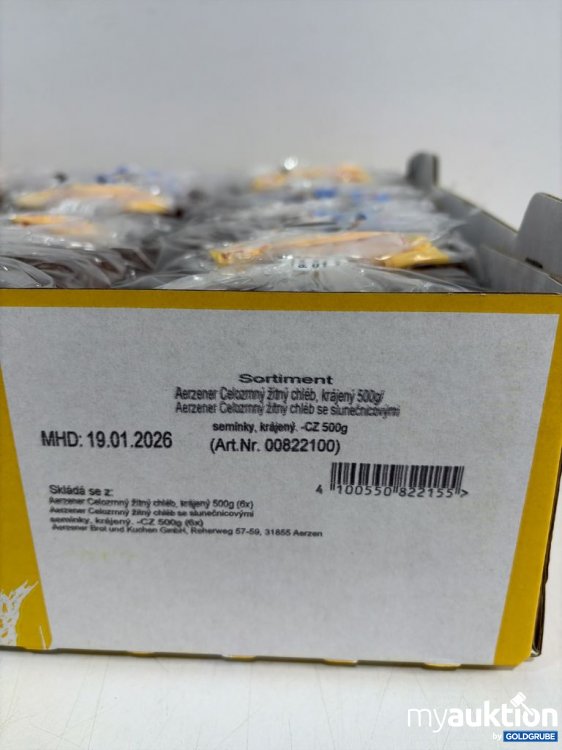 Sortiment
Aerzener Celozrnný žitný chléb, krájený 500g/
Aerzener Celozrnný žitný chléb se slunečnicovými
semínky, krájený. -CZ 500g
MHD: 19.01.2026
(Art.Nr. 00822100)
4 100550 822155 >
Skládá se z:
Aerzener Celozrnný žitný chléb, krájený 500g (6x)
Aerzener Celozrnný žitný chléb se slunečnicovými
semínky, krájený. -CZ 500g (6x)
Aerzener Brot und Kuchen GmbH, Reherweg 57-59, 31855 Aerzen
myauktion
by GOLDGRUBE